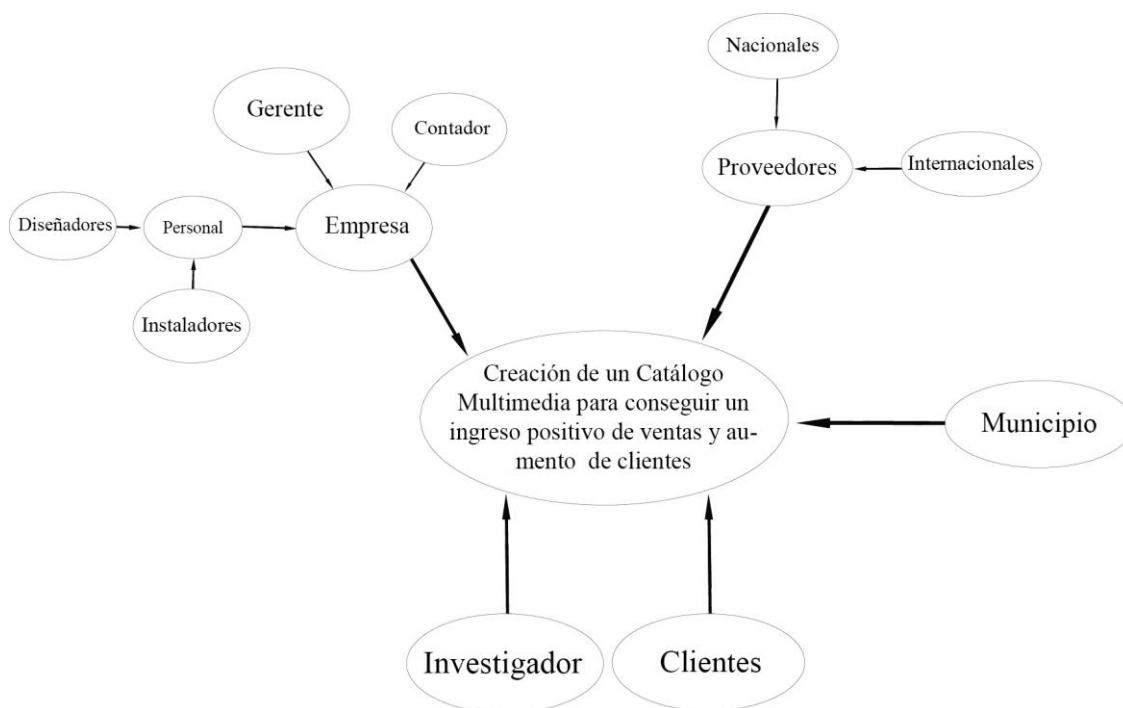 Nacionales
Gerente
Contador
Proveedores
Internacionales
Diseñadores
Personal
Empresa
Instaladores
Creación de un Catálogo
Multimedia para conseguir un
ingreso positivo de ventas y au-
mento de clientes
Municipio
Investigador
Clientes